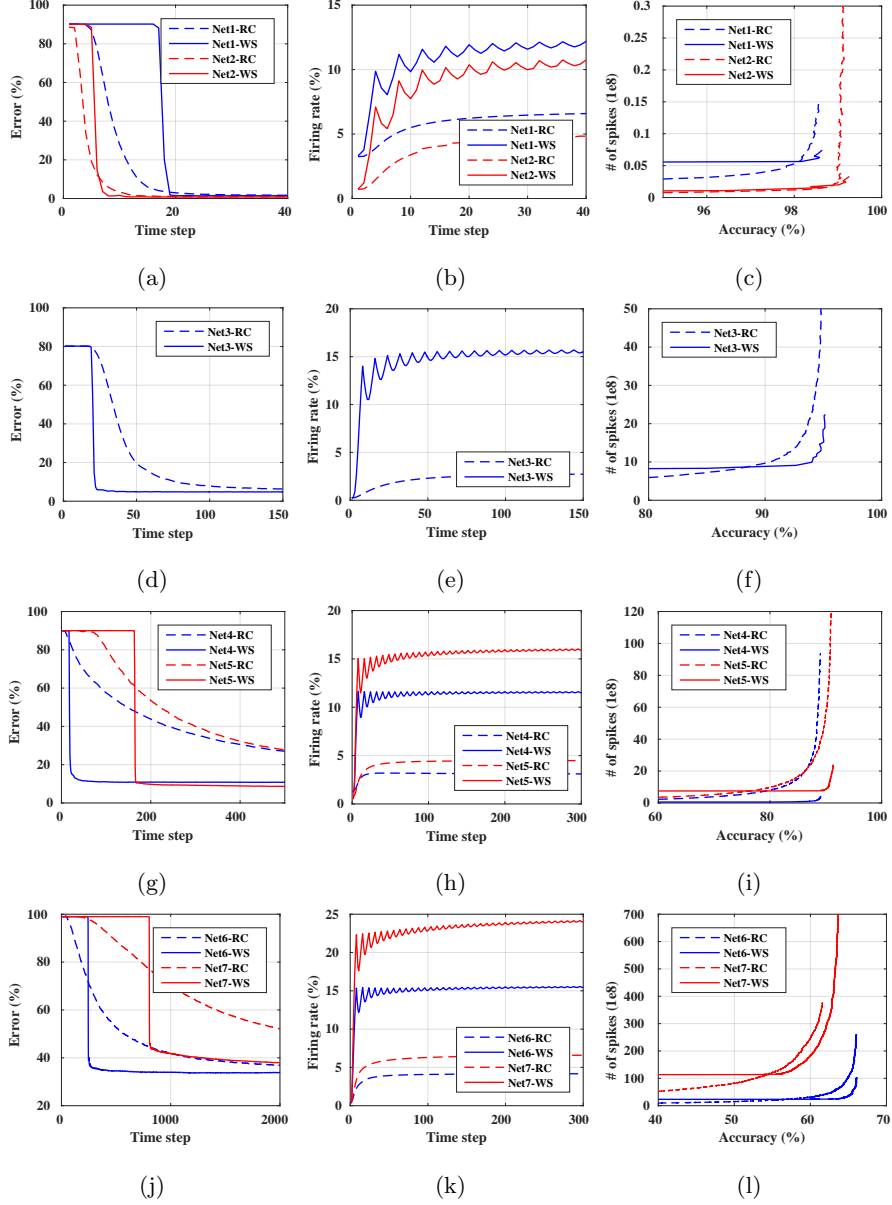 100
80
60
40
20
0
Error (%)
0
20
40
Time step
Net1-RC
Net1-WS
Net2-RC
Net2-WS
(a)
15
10
5
0
Firing rate (%)
0
10
20
30
40
Time step
Net1-RC
Net1-WS
Net2-RC
Net2-WS
(b)
0.3
0.25
0.2
0.15
0.1
0.05
0
# of spikes (1e8)
96
98
100
Accuracy (%)
Net1-RC
Net1-WS
Net2-RC
Net2-WS
(c)
100
80
60
40
20
0
Error (%)
0
50
100
150
Time step
Net3-RC
Net3-WS
(d)
20
15
10
5
0
Firing rate (%)
0
50
100
150
Time step
Net3-RC
Net3-WS
(e)
50
40
30
20
10
0
# of spikes (1e8)
80
90
100
Accuracy (%)
Net3-RC
Net3-WS
(f)
100
80
60
40
20
0
Error (%)
0
200
400
Time step
Net4-RC
Net4-WS
Net5-RC
Net5-WS
(g)
20
15
10
5
0
Firing rate (%)
0
100
200
300
Time step
Net4-RC
Net4-WS
Net5-RC
Net5-WS
(h)
120
100
80
60
40
20
0
# of spikes (1e8)
60
80
100
Accuracy (%)
Net4-RC
Net4-WS
Net5-RC
Net5-WS
(i)
100
80
60
40
20
Error (%)
0
1000
2000
Time step
Net6-RC
Net6-WS
Net7-RC
Net7-WS
(j)
25
20
15
10
5
0
Firing rate (%)
0
100
200
300
Time step
Net6-RC
Net6-WS
Net7-RC
Net7-WS
(k)
700
600
500
400
300
200
100
0
# of spikes (1e8)
40
50
60
70
Accuracy (%)
Net6-RC
Net6-WS
Net7-RC
Net7-WS
(l)